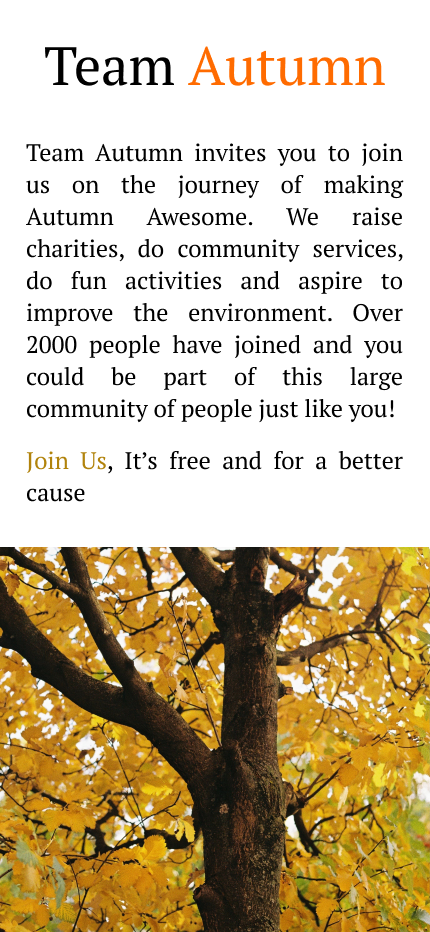 Team Autumn
Team Autumn invites you to join
us on the journey of making
Autumn Awesome. We raise
charities, do community services,
do fun activities and aspire to
improve the environment. Over
2000 people have joined and you
could be part of this large
community of people just like you!
Join Us, It’s free and for a better
cause